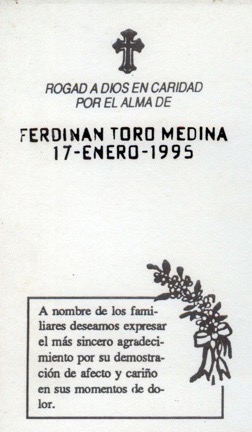 ROGAD A DIOS EN CARIDAD
POR EL ALMA DE
FERDINAN TORO MEDINA
17-ENERO-1995
A nombre de los fami-
liares deseamos expresar
el más sincero agradeci-
miento por su demostra-
ción de afecto y cariño
en sus momentos de do-
lor.